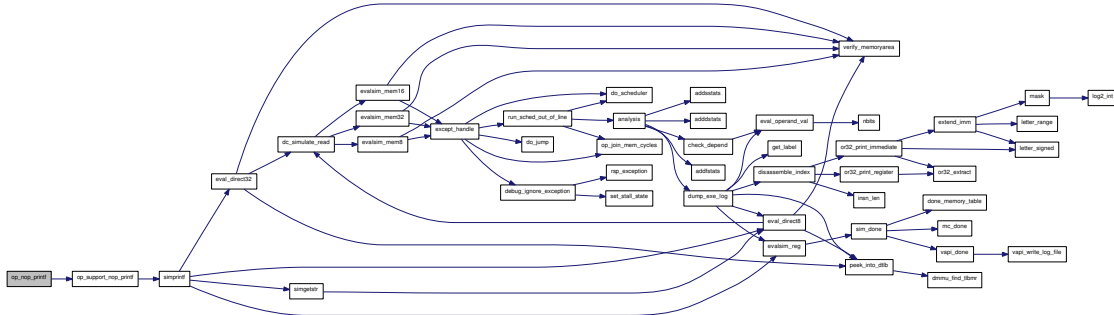 op_nop_printf
op_support_nop_printf
simprintf
eval_direct32
simgetstr
dc_simulate_read
evalsim_mem16
evalsim_mem32
evalsim_mem8
except_handle
run_sched_out_of_line
do_jump
debug_ignore_exception
do_scheduler
analysis
op_join_mem_cycles
rap_exception
set_stall_state
addsstats
adddstats
check_depend
addfstats
dump_exe_log
verify_memoryarea
eval_operand_val
get_label
disassemble_index
eval_direct8
evalsim_reg
nbits
or32_print_immediate
or32_print_register
insn_len
sim_done
peek_into_dtlb
extend_imm
or32_extract
done_memory_table
mc_done
vapi_done
dmmu_find_tlbmr
mask
letter_range
letter_signed
vapi_write_log_file
log2_int